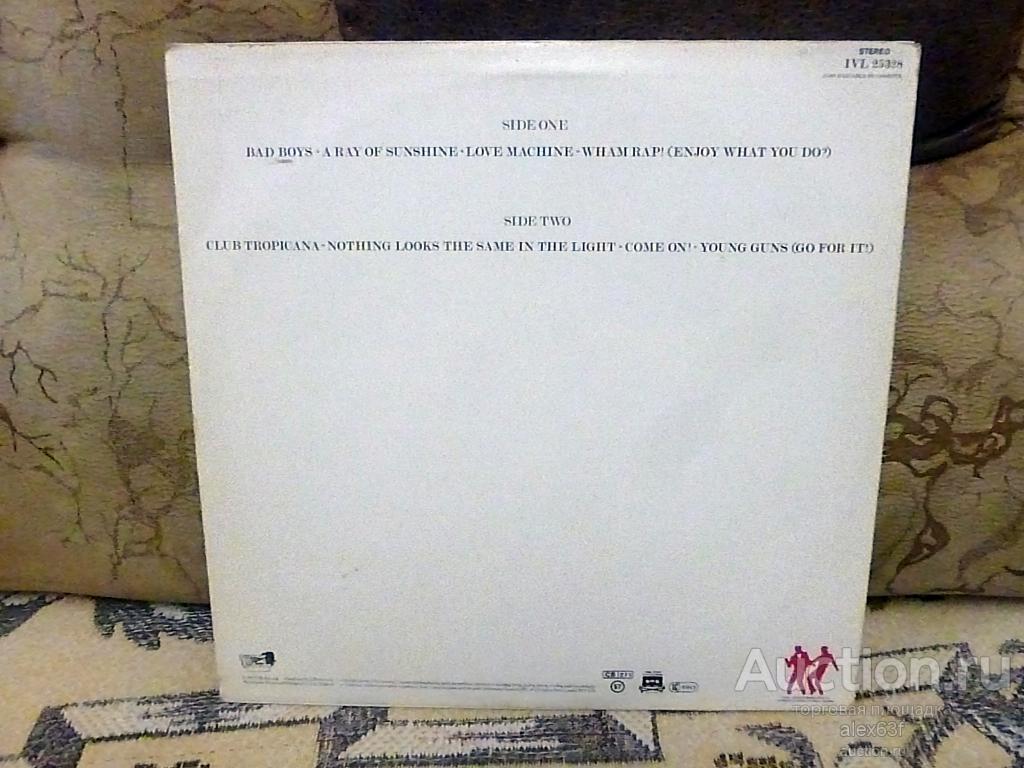 STEREO
IVL 25328
SIDE ONE
BAD BOYS · A RAY OF SUNSHINE · LOVE MACHINE · WHAM RAP! (ENJOY WHAT YOU DO?)
SIDE TWO
CLUB TROPICANA · NOTHING LOOKS THE SAME IN THE LIGHT · COME ON! · YOUNG GUNS (GO FOR IT!)
Auction.ru
торговая площадка
alex63f
auction.ru